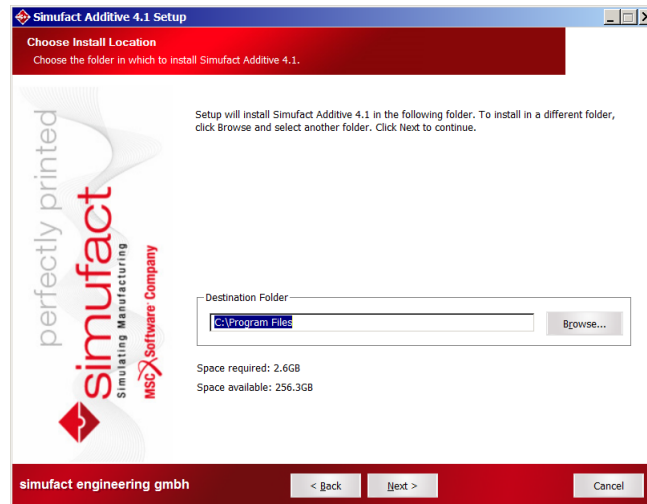 Simufact Additive 4.1 Setup
Choose Install Location
Choose the folder in which to install Simufact Additive 4.1.
perfectly printed
simufact
Simulating Manufacturing
MSC Software Company
Setup will install Simufact Additive 4.1 in the following folder. To install in a different folder,
click Browse and select another folder. Click Next to continue.
Destination Folder
C:\Program Files
Browse...
Space required: 2.6GB
Space available: 256.3GB
simufact engineering gmbh
< Back
Next >
Cancel